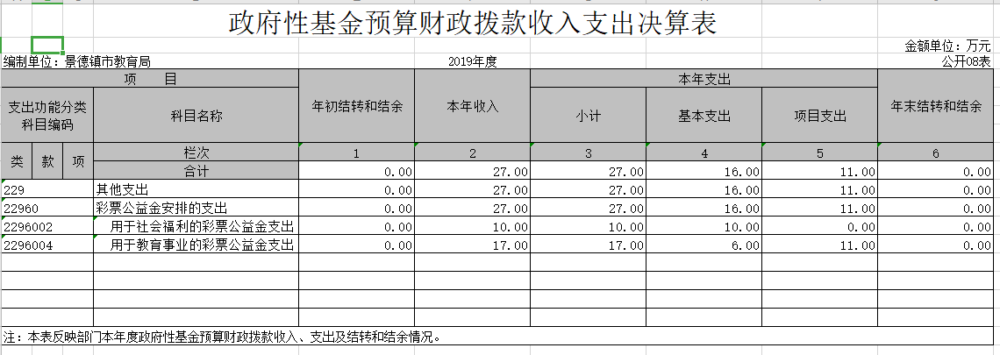 政府性基金预算财政拨款收入支出决算表
金额单位：万元
编制单位：景德镇市教育局 2019年度 公开08表
项 目 年初结转和结余 本年收入 本年支出 年末结转和结余
支出功能分类科目编码 科目名称 小计 基本支出 项目支出
类 款 项 栏次 1 2 3 4 5 6
合计 0.00 27.00 27.00 16.00 11.00 0.00
229 其他支出 0.00 27.00 27.00 16.00 11.00 0.00
22960 彩票公益金安排的支出 0.00 27.00 27.00 16.00 11.00 0.00
2296002 用于社会福利的彩票公益金支出 0.00 10.00 10.00 10.00 0.00 0.00
2296004 用于教育事业的彩票公益金支出 0.00 17.00 17.00 6.00 11.00 0.00
注：本表反映部门本年度政府性基金预算财政拨款收入、支出及结转和结余情况。